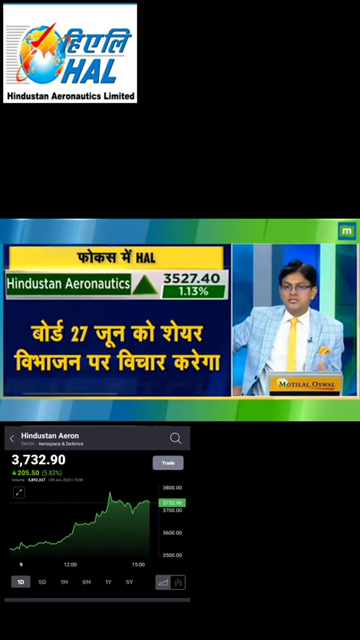 हिएलि
HAL
Hindustan Aeronautics Limited
m
फोकस में HAL
Hindustan Aeronautics
3527.40
1.13%
बोर्ड 27 जून को शेयर
विभाजन पर विचार करेगा
MOTILAL OSWAL
Hindustan Aeron
Sector: Aerospace & Defence
3,732.90
205.50 (5.83%)
Trade
3800.00
3732.90
3700.00
3600.00
3500.00
9
12:00
15:00
1D
5D
1M
6M
1Y
5Y